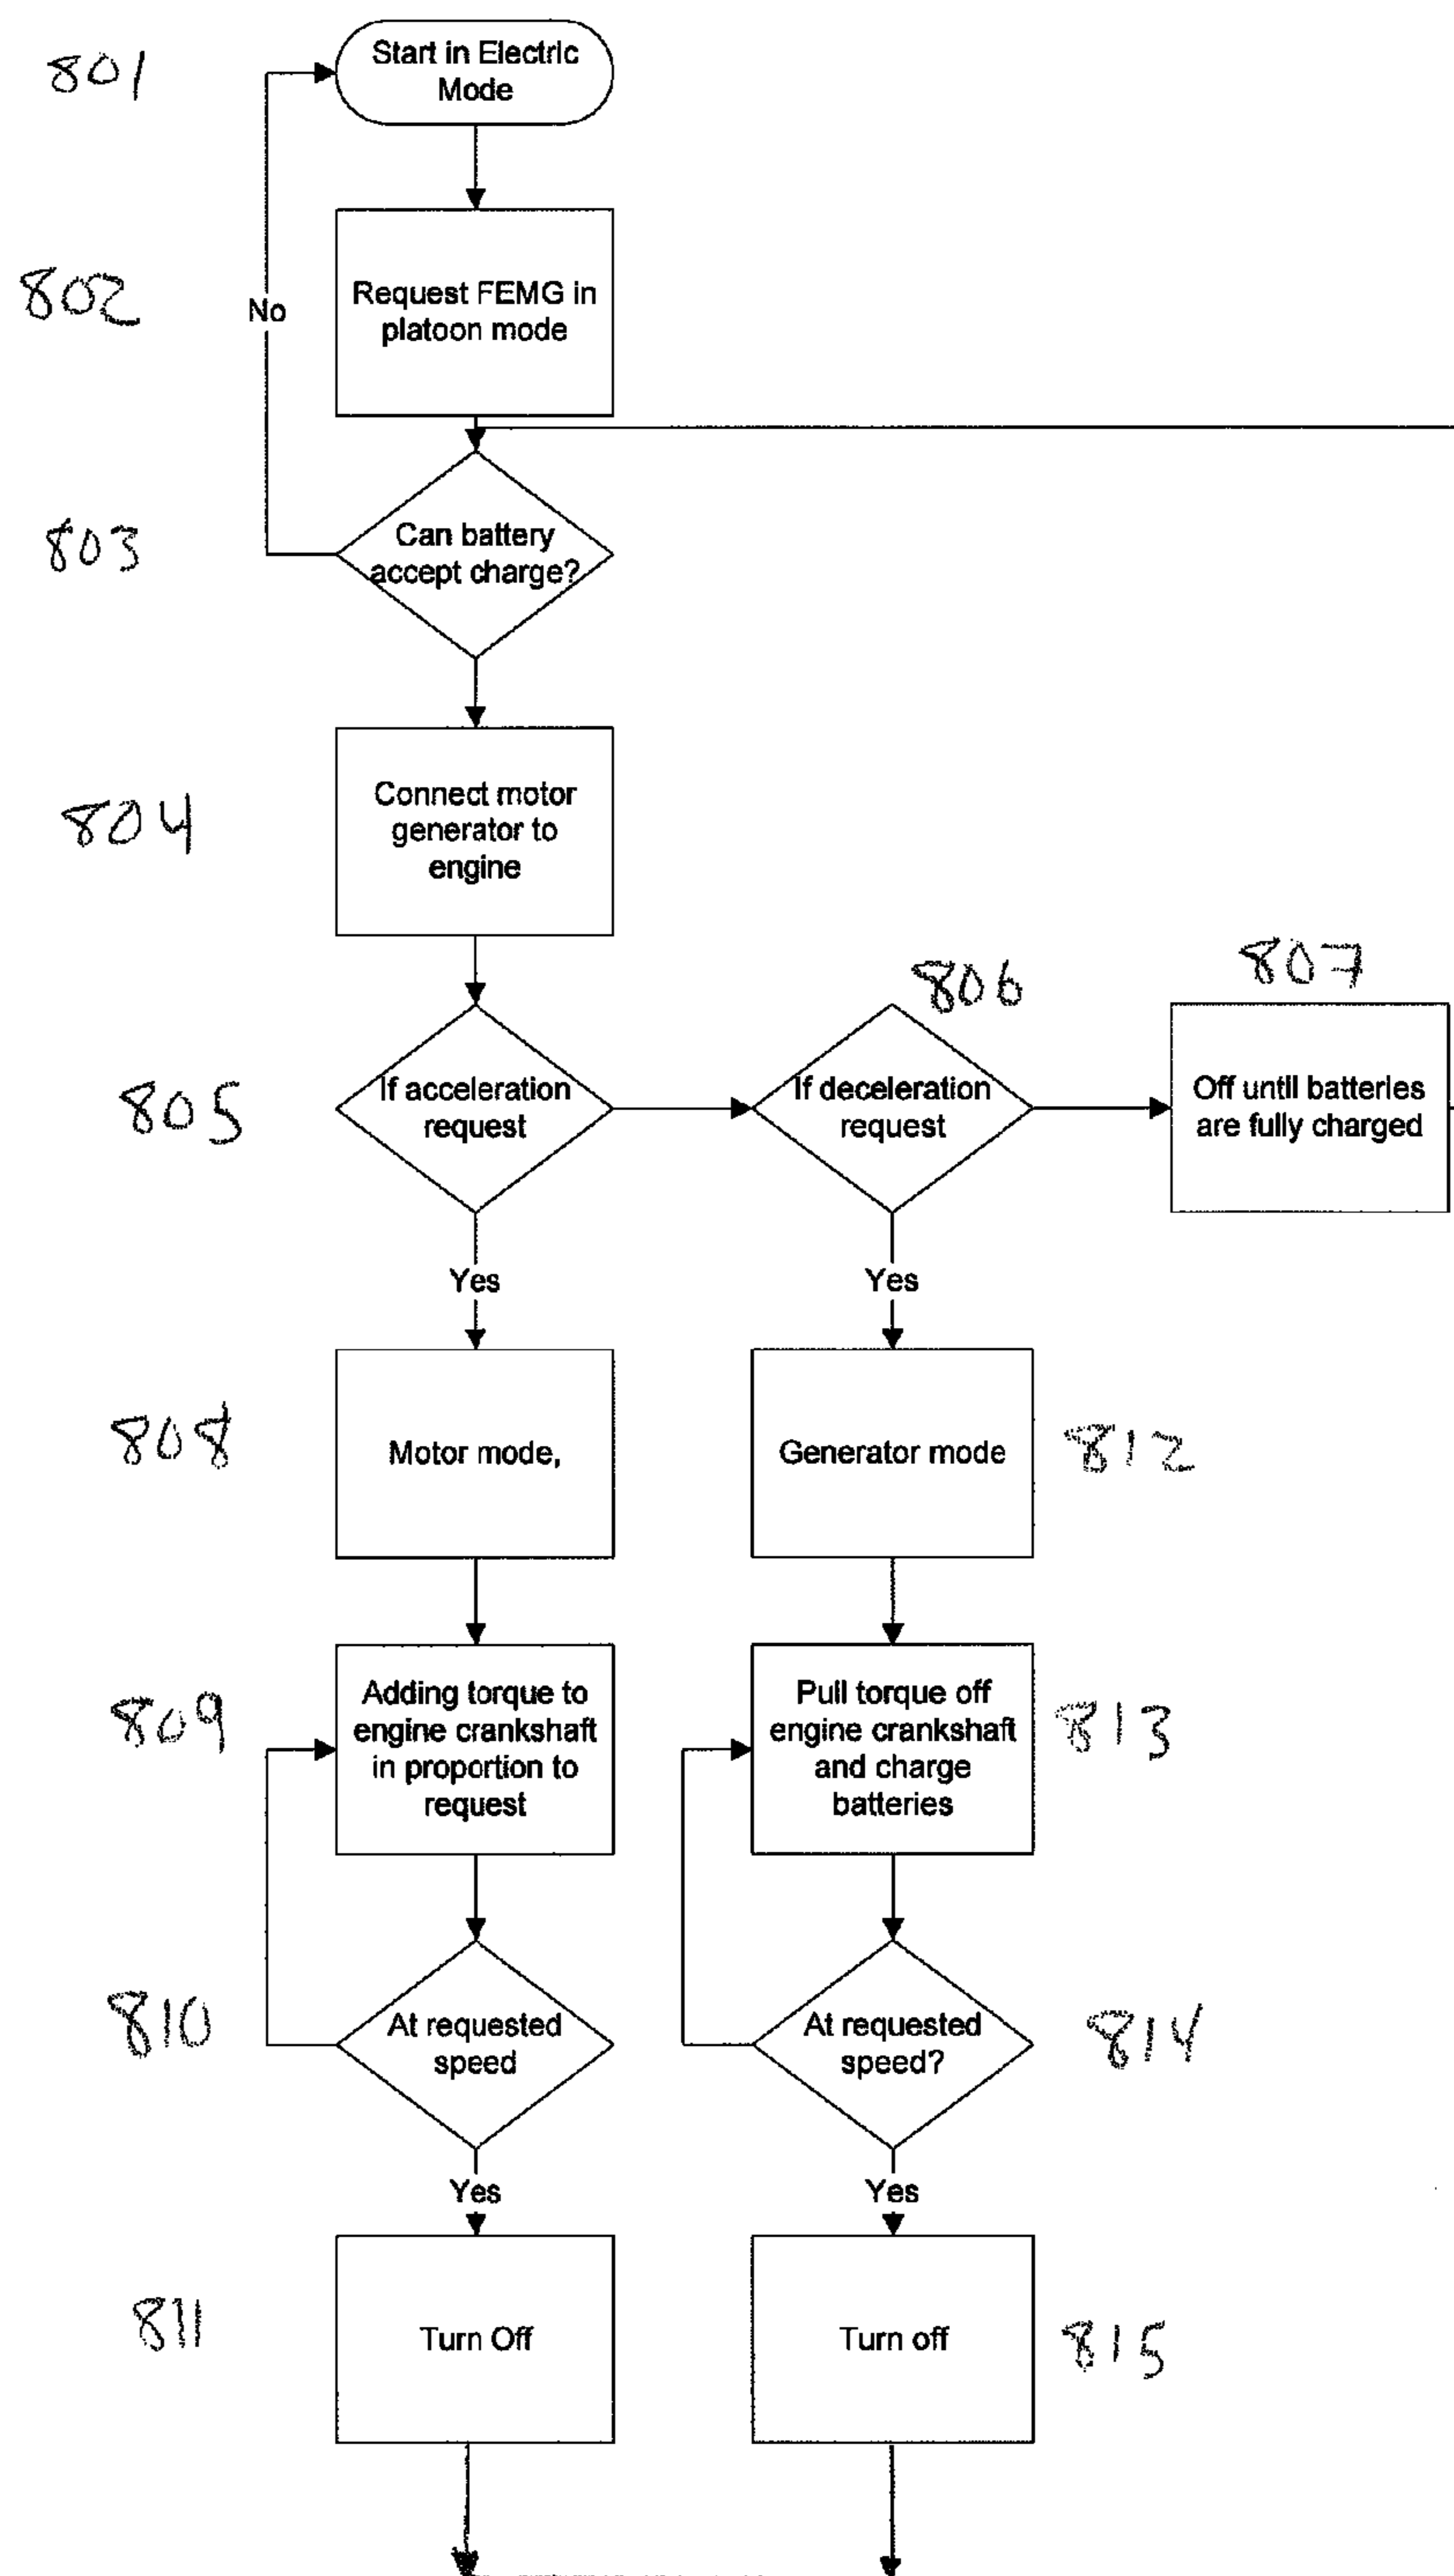 801
Start in Electric
Mode
802
Request FEMG in
platoon mode
No
803
Can battery
accept charge?
804
Connect motor
generator to
engine
805
If acceleration
request
806
If deceleration
request
807
Off until batteries
are fully charged
Yes
Yes
808
Motor mode,
Generator mode
812
809
Adding torque to
engine crankshaft
in proportion to
request
Pull torque off
engine crankshaft
and charge
batteries
813
810
At requested
speed
At requested
speed?
814
Yes
Yes
811
Turn Off
Turn off
815